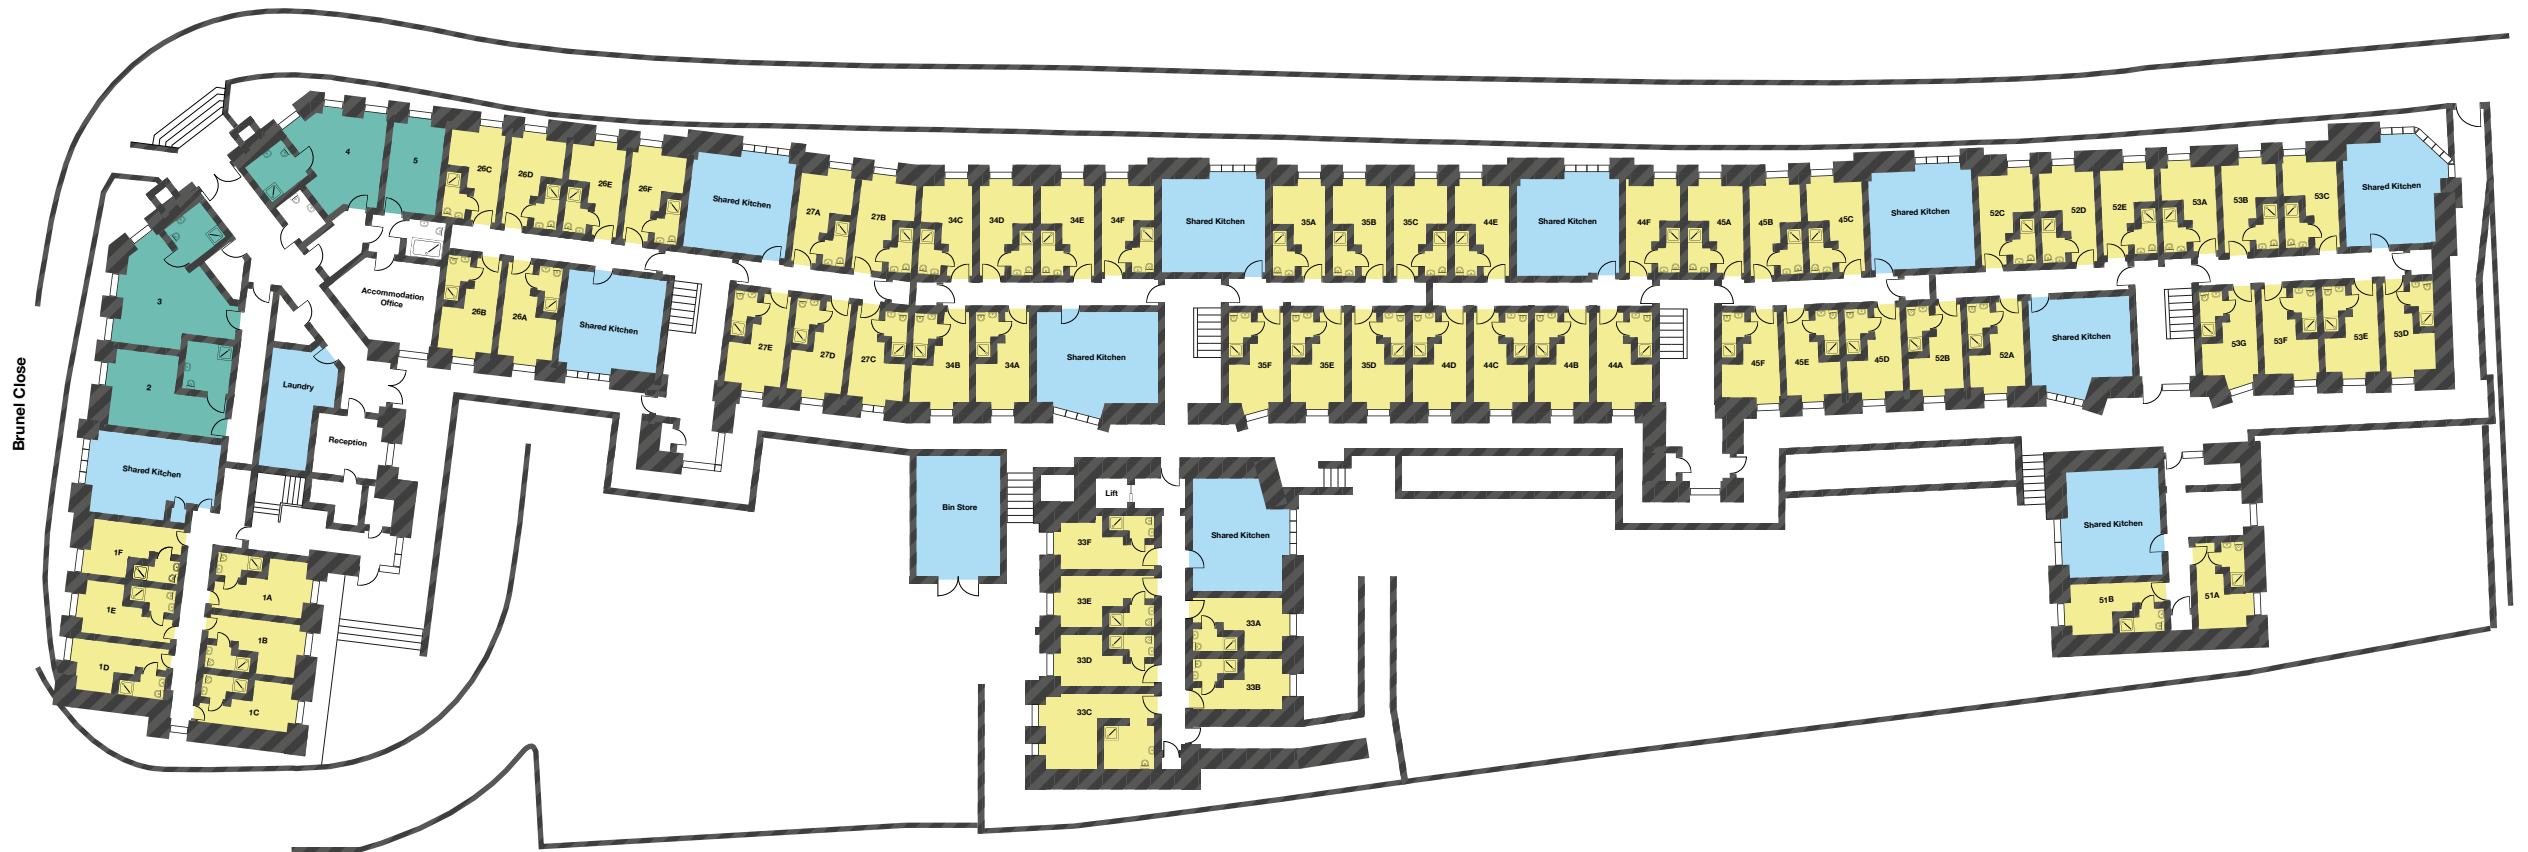 Brunel Close
4
5
26C
26D
26E
26F
Shared Kitchen
27A
27B
34C
34D
34E
34F
Shared Kitchen
35A
35B
35C
44E
Shared Kitchen
44F
45A
45B
45C
Shared Kitchen
52C
52D
52E
53A
53B
53C
Shared Kitchen
3
Accommodation
Office
26B
26A
Shared Kitchen
27E
27D
27C
34B
34A
Shared Kitchen
35F
35E
35D
44D
44C
44B
44A
45F
45E
45D
52B
52A
Shared Kitchen
53G
53F
53E
53D
2
Laundry
Reception
Shared Kitchen
Bin Store
Lift
Shared Kitchen
Shared Kitchen
1F
1E
1D
1A
1B
1C
33F
33E
33D
33C
33A
33B
51B
51A